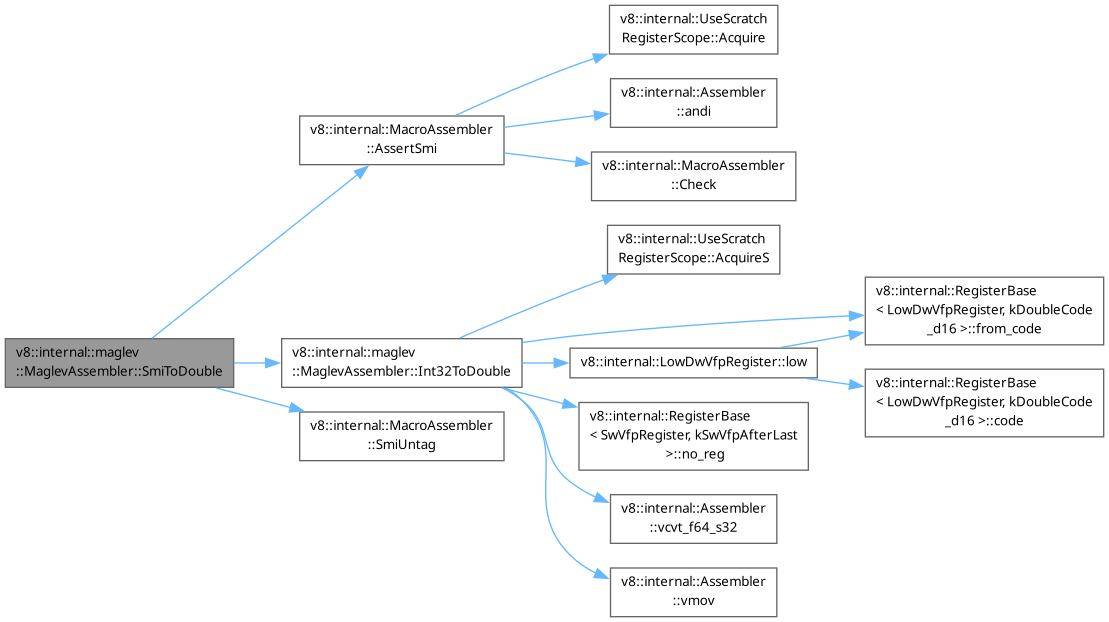 v8::internal::UseScratch
RegisterScope::Acquire
v8::internal::Assembler
::andi
v8::internal::MacroAssembler
::AssertSmi
v8::internal::MacroAssembler
::Check
v8::internal::UseScratch
RegisterScope::AcquireS
v8::internal::RegisterBase
< LowDwVfpRegister, kDoubleCode
_d16 >::from_code
v8::internal::maglev
::MaglevAssembler::SmiToDouble
v8::internal::maglev
::MaglevAssembler::Int32ToDouble
v8::internal::LowDwVfpRegister::low
v8::internal::RegisterBase
< LowDwVfpRegister, kDoubleCode
_d16 >::code
v8::internal::MacroAssembler
::SmiUntag
v8::internal::RegisterBase
< SwVfpRegister, kSwVfpAfterLast
>::no_reg
v8::internal::Assembler
::vcvt_f64_s32
v8::internal::Assembler
::vmov